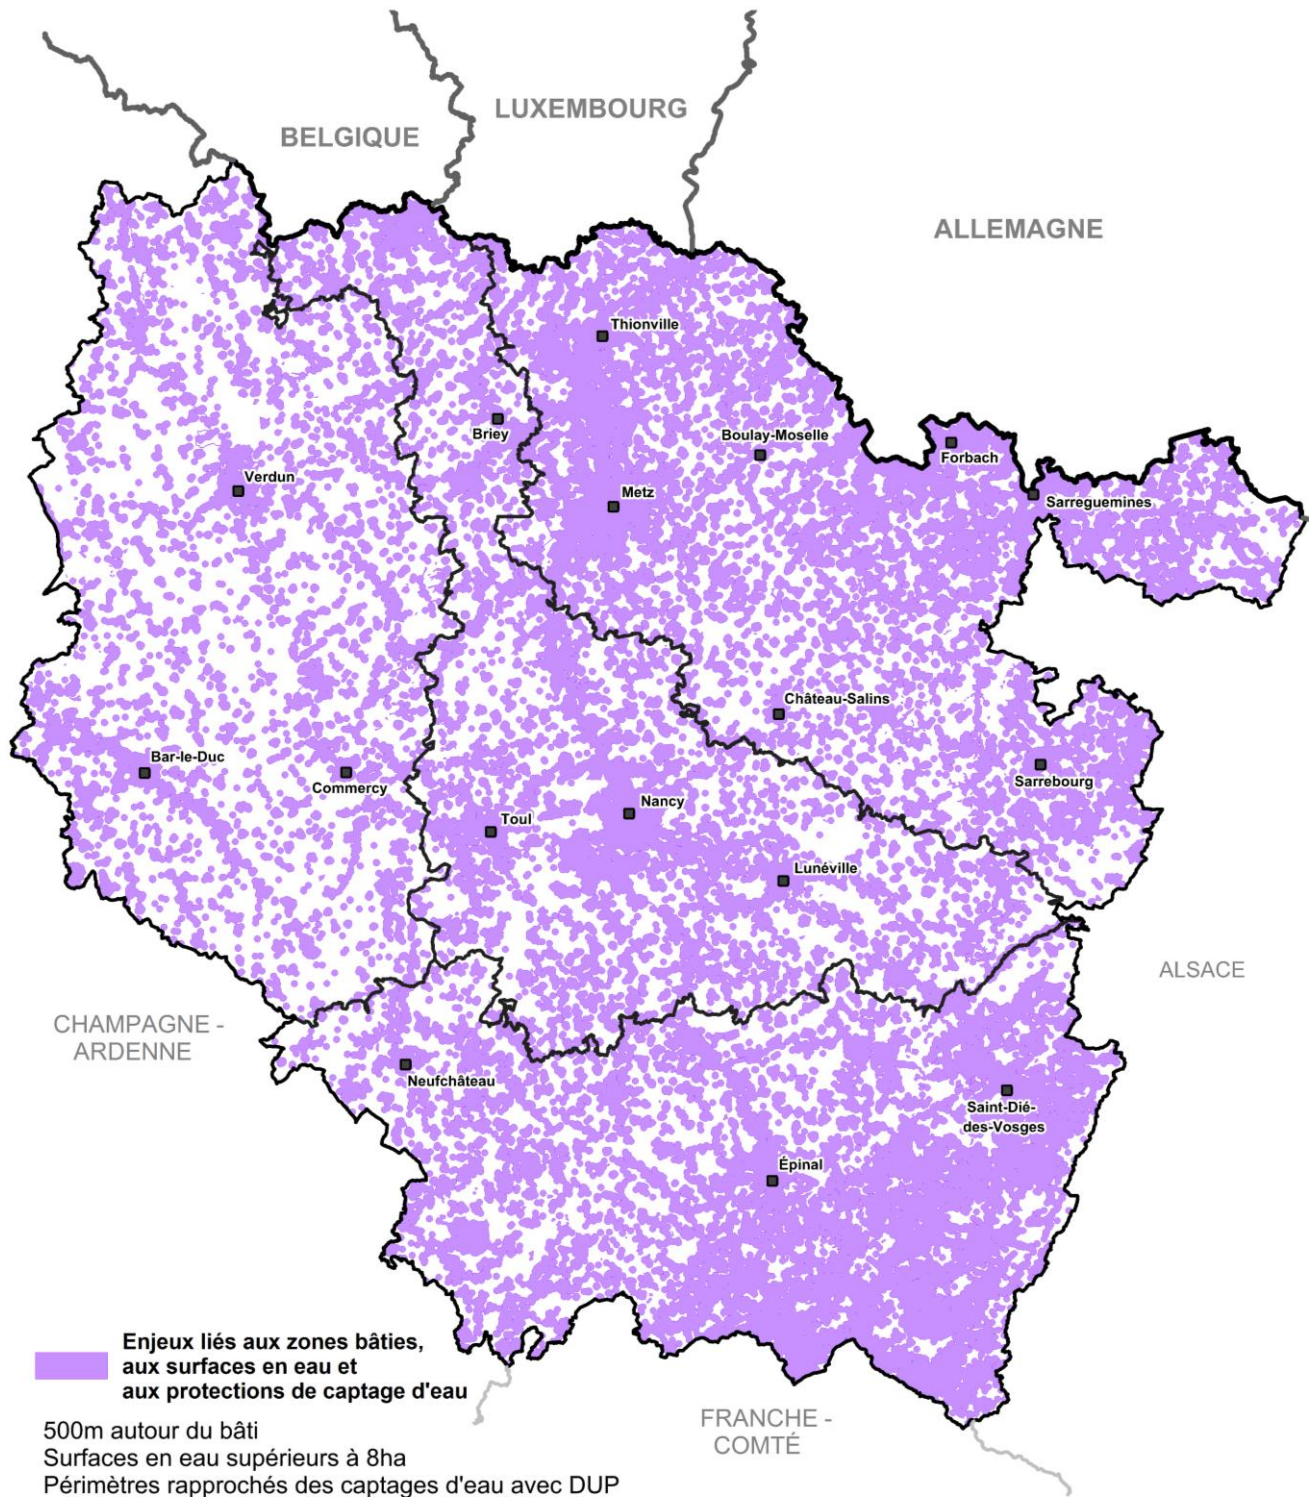 LUXEMBOURG
BELGIQUE
ALLEMAGNE
Thionville
Briey
Boulay-Moselle
Forbach
Verdun
Metz
Sarreguemines
Château-Salins
Bar-le-Duc
Commercy
Sarrebourg
Toul
Nancy
Lunéville
ALSACE
CHAMPAGNE -
ARDENNE
Neufchâteau
Saint-Dié-
des-Vosges
Épinal
Enjeux liés aux zones bâties,
aux surfaces en eau et
aux protections de captage d'eau
FRANCHE -
COMTÉ
500m autour du bâti
Surfaces en eau supérieurs à 8ha
Périmètres rapprochés des captages d'eau avec DUP